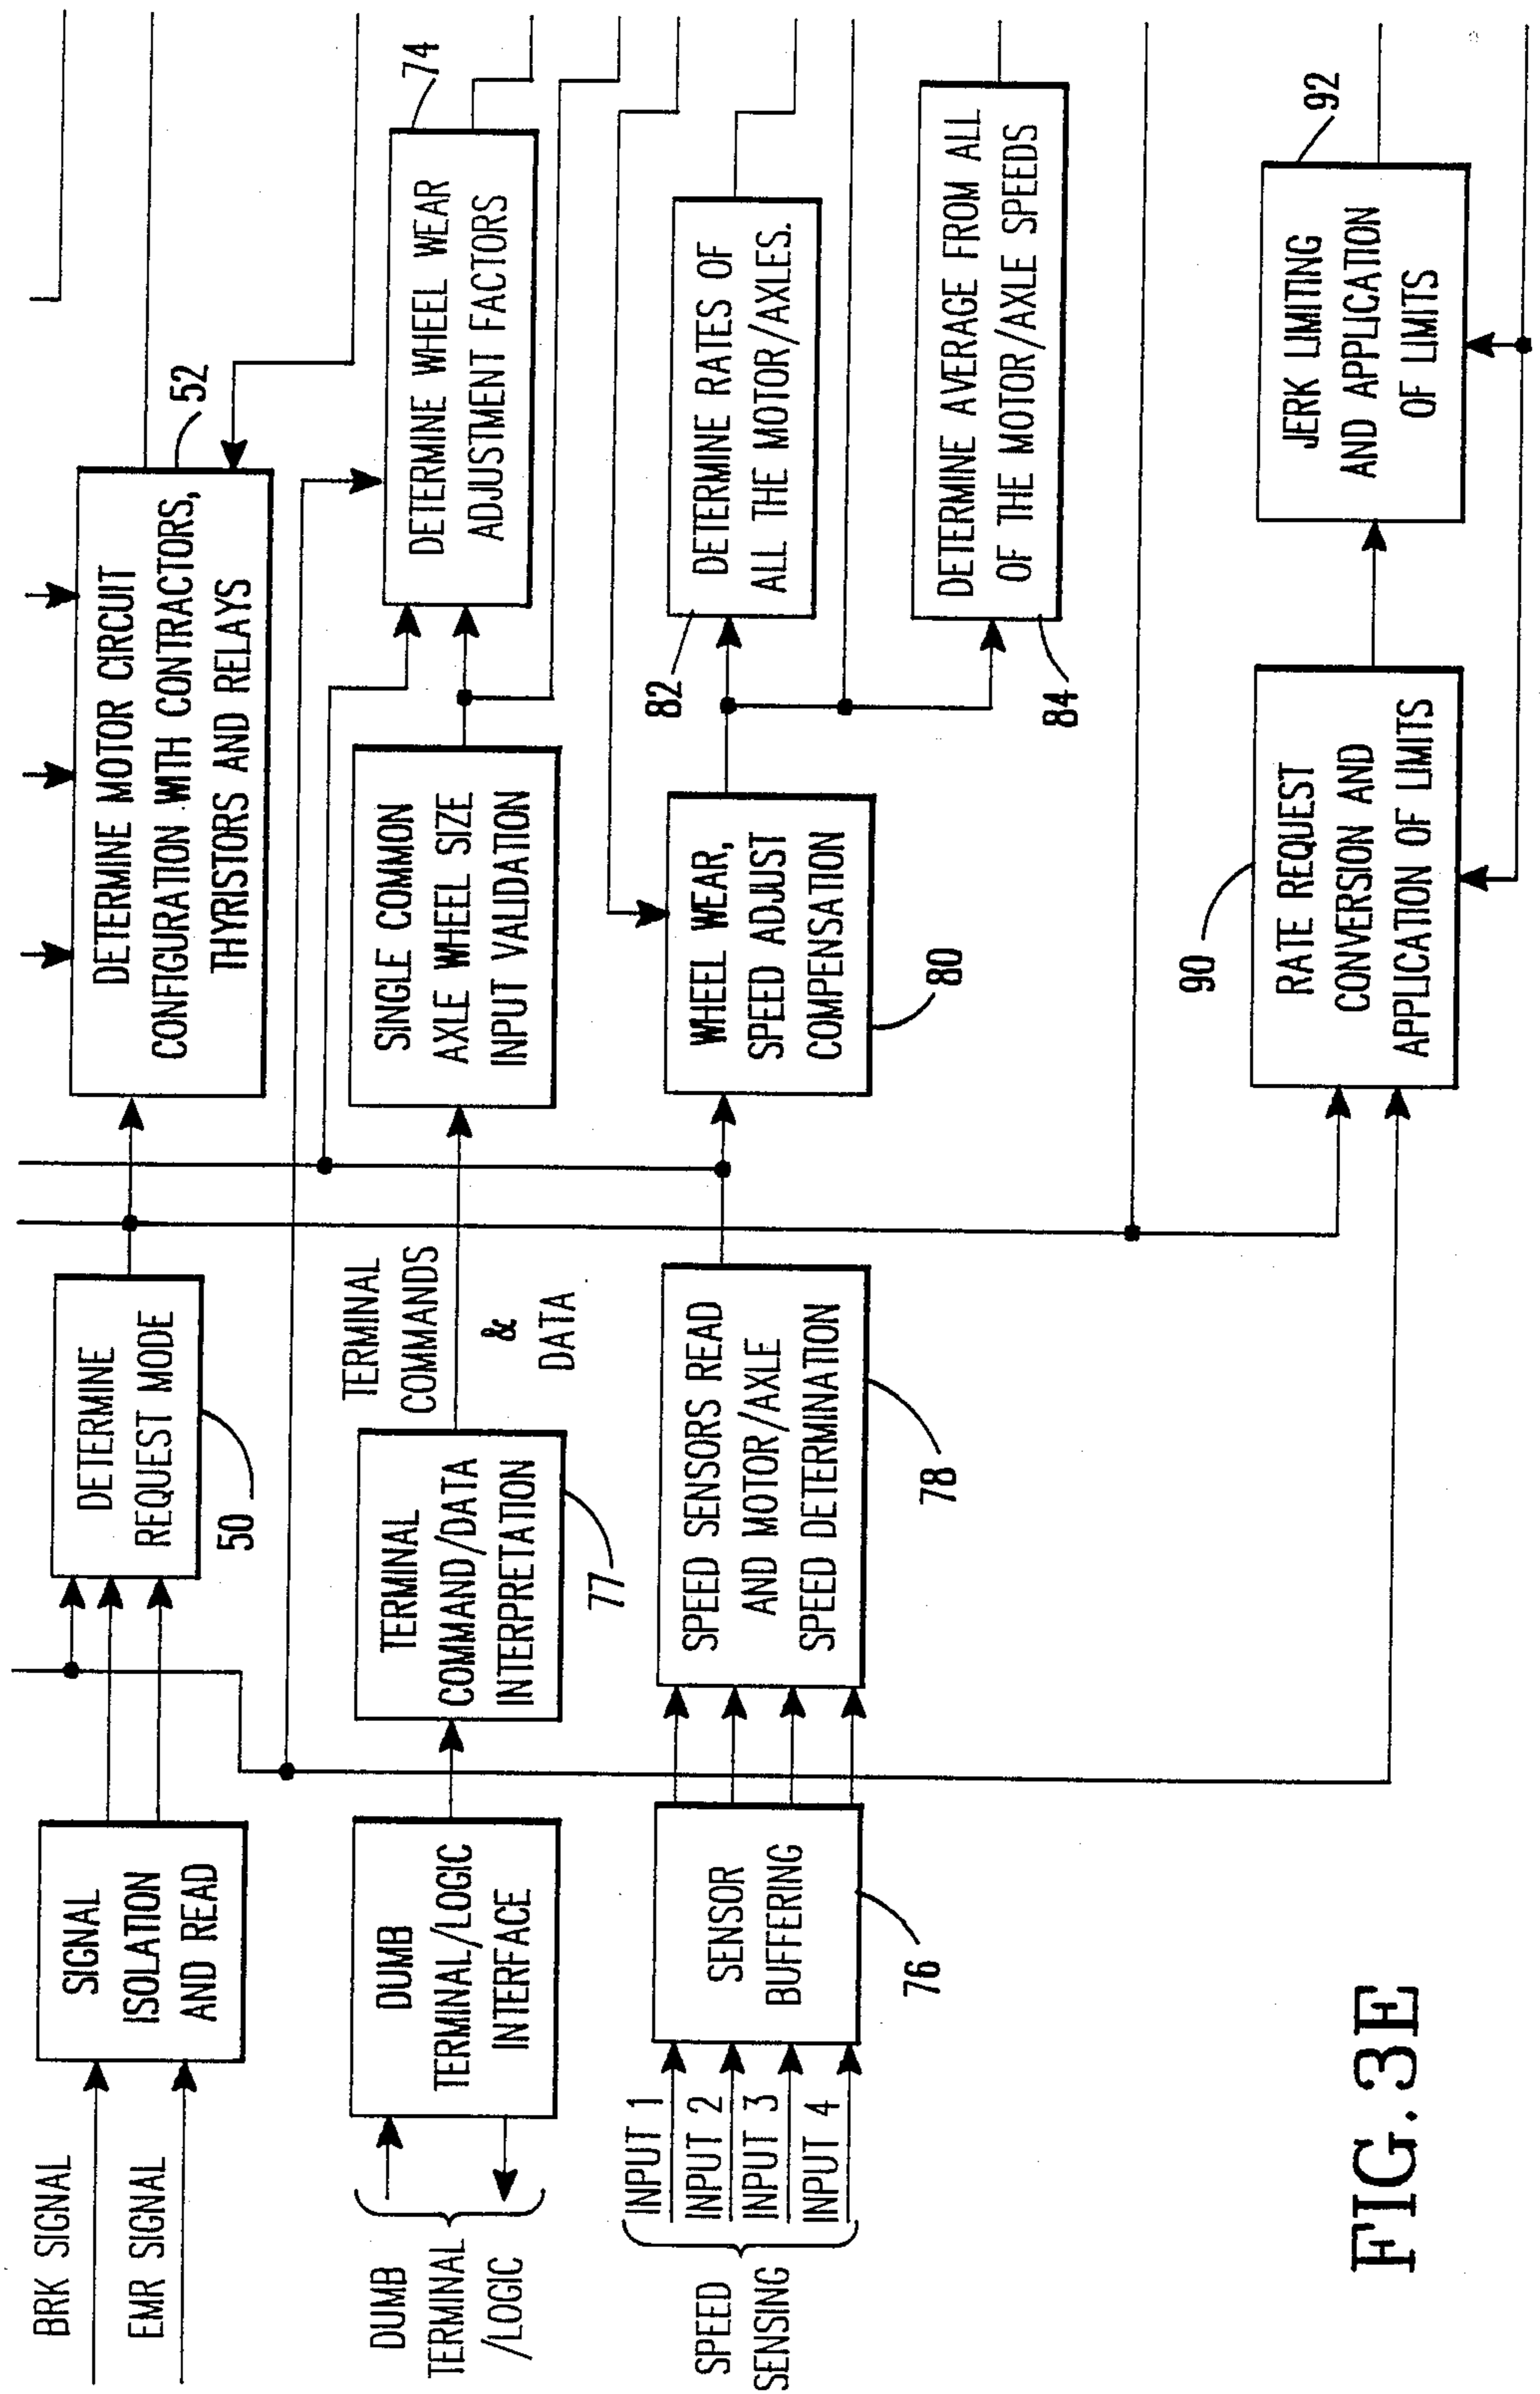 BRK SIGNAL
EMR SIGNAL
SIGNAL
ISOLATION
AND READ
DETERMINE
REQUEST MODE
50
DETERMINE MOTOR CIRCUIT
CONFIGURATION WITH CONTRACTORS,
THYRISTORS AND RELAYS
52
DUMB
TERMINAL
/LOGIC
DUMB
TERMINAL/LOGIC
INTERFACE
TERMINAL
COMMAND/DATA
INTERPRETATION
77
TERMINAL
COMMANDS
&
DATA
SINGLE COMMON
AXLE WHEEL SIZE
INPUT VALIDATION
DETERMINE WHEEL WEAR
ADJUSTMENT FACTORS
74
SPEED
SENSING
INPUT 1
INPUT 2
INPUT 3
INPUT 4
SENSOR
BUFFERING
76
SPEED SENSORS READ
AND MOTOR/AXLE
SPEED DETERMINATION
78
WHEEL WEAR,
SPEED ADJUST
COMPENSATION
80
DETERMINE RATES OF
ALL THE MOTOR/AXLES.
82
DETERMINE AVERAGE FROM ALL
OF THE MOTOR/AXLE SPEEDS
84
RATE REQUEST
CONVERSION AND
APPLICATION OF LIMITS
90
JERK LIMITING
AND APPLICATION
OF LIMITS
92
FIG. 3E